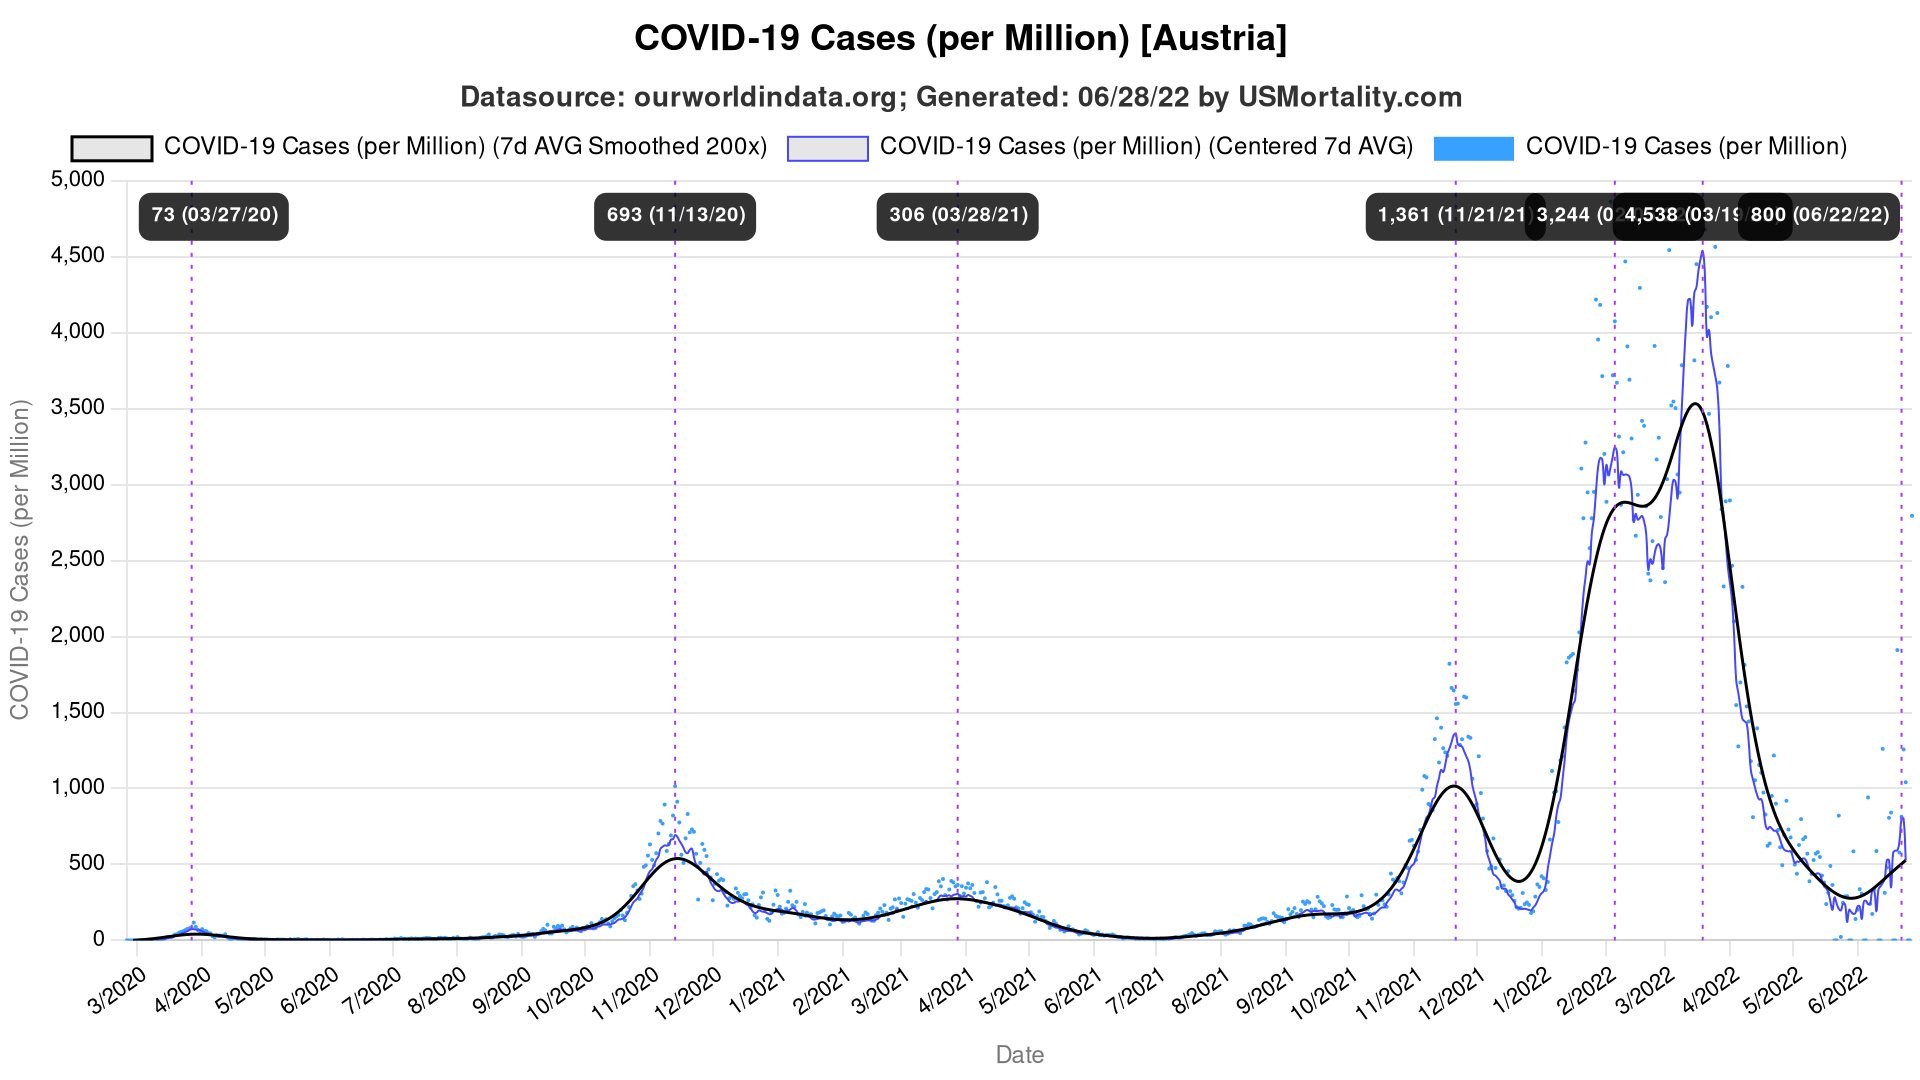 COVID-19 Cases (per Million) [Austria]
Datasource: ourworldindata.org; Generated: 06/28/22 by USMortality.com
COVID-19 Cases (per Million) (7d AVG Smoothed 200x) COVID-19 Cases (per Million) (Centered 7d AVG) COVID-19 Cases (per Million)
73 (03/27/20) 693 (11/13/20) 306 (03/28/21) 1,361 (11/21/21) 3,244 (02 4,538 (03/19 800 (06/22/22)
5,000
4,500
4,000
3,500
3,000
2,500
2,000
1,500
1,000
500
0
COVID-19 Cases (per Million)
3/2020 4/2020 5/2020 6/2020 7/2020 8/2020 9/2020 10/2020 11/2020 12/2020 1/2021 2/2021 3/2021 4/2021 5/2021 6/2021 7/2021 8/2021 9/2021 10/2021 11/2021 12/2021 1/2022 2/2022 3/2022 4/2022 5/2022 6/2022
Date